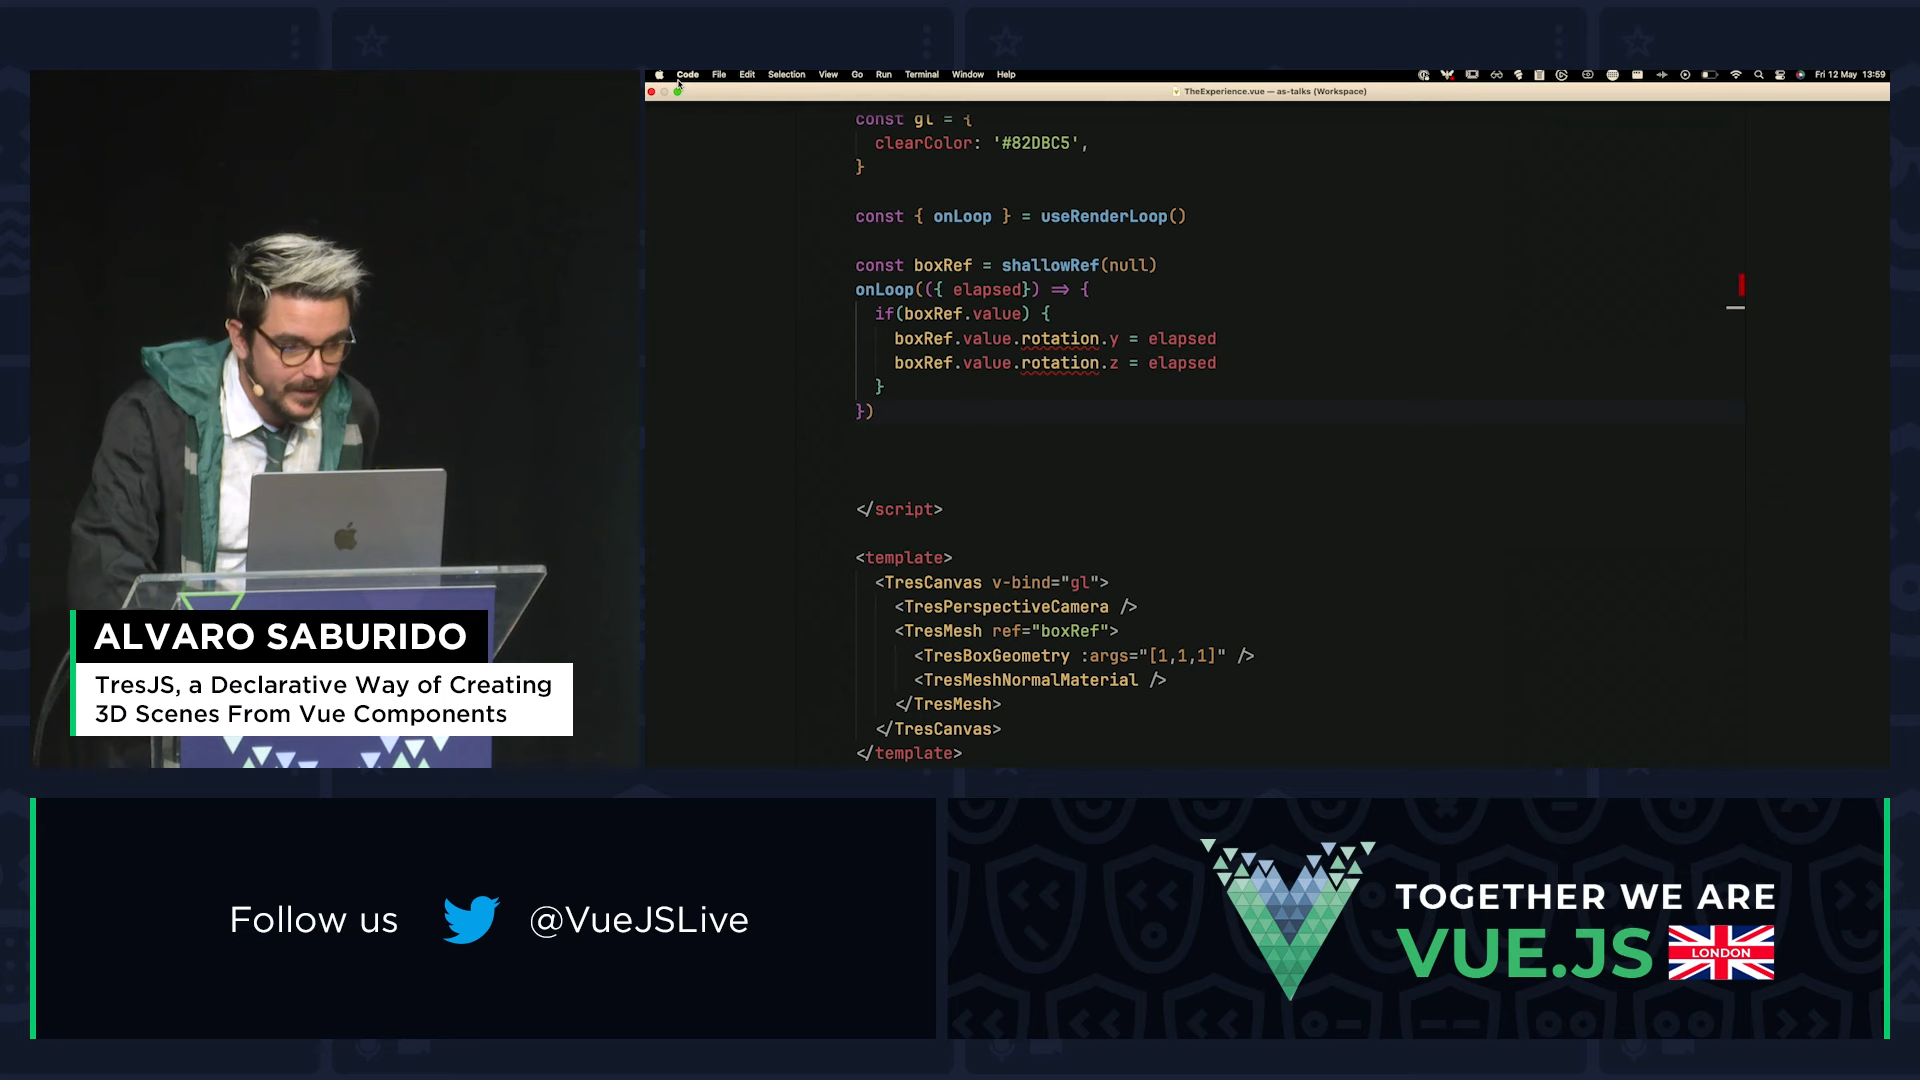 Code File Edit Selection View Go Run Terminal Window Help
Fri 12 May 13:59
TheExperience.vue — as-talks (Workspace)
const gl = {
clearColor: '#82DBC5',
}
const { onLoop } = useRenderLoop()
const boxRef = shallowRef(null)
onLoop(({ elapsed}) => {
if(boxRef.value) {
boxRef.value.rotation.y = elapsed
boxRef.value.rotation.z = elapsed
}
})
</script>
<template>
<TresCanvas v-bind="gl">
<TresPerspectiveCamera />
<TresMesh ref="boxRef">
<TresBoxGeometry :args="[1,1,1]" />
<TresMeshNormalMaterial />
</TresMesh>
</TresCanvas>
</template>
ALVARO SABURIDO
TresJS, a Declarative Way of Creating
3D Scenes From Vue Components
Follow us @VueJSLive
TOGETHER WE ARE
VUE.JS
LONDON